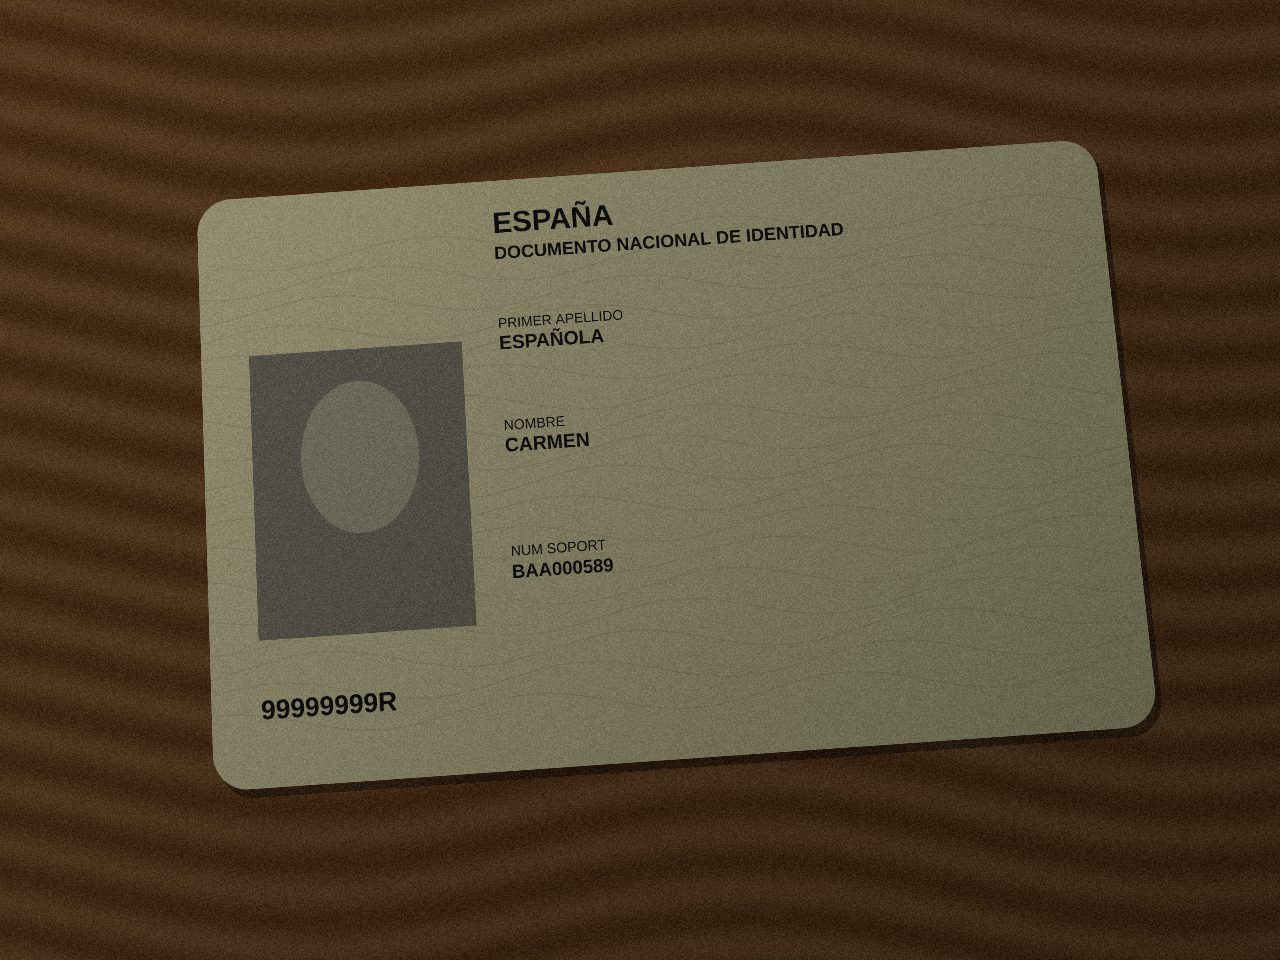 ESPAÑA
DOCUMENTO NACIONAL DE IDENTIDAD
PRIMER APELLIDO
ESPAÑOLA
NOMBRE
CARMEN
NUM SOPORT
BAA000589
99999999R